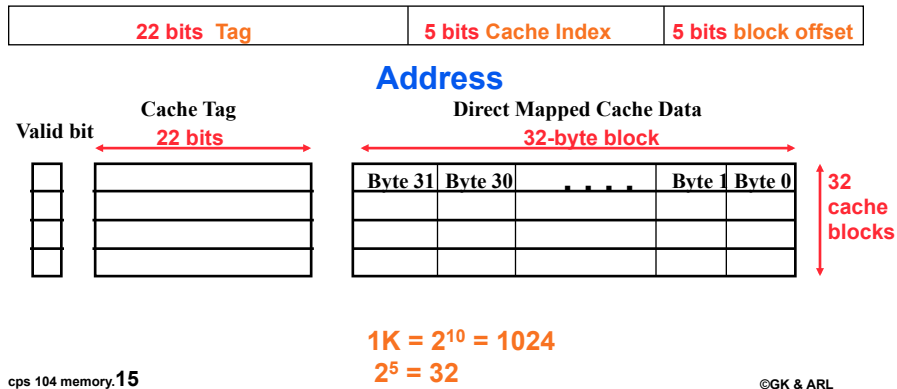 22 bits Tag 5 bits Cache Index 5 bits block offset
Address
Cache Tag Direct Mapped Cache Data
Valid bit 22 bits 32-byte block
Byte 31 Byte 30 . . . . Byte 1 Byte 0 32
cache
blocks
1K = 2¹⁰ = 1024
2⁵ = 32
cps 104 memory.15 ©GK & ARL